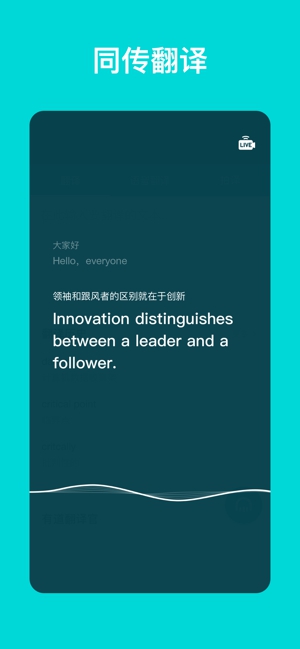 同传翻译
LIVE
大家好
Hello，everyone
领袖和跟风者的区别就在于创新
Innovation distinguishes
between a leader and a
follower.